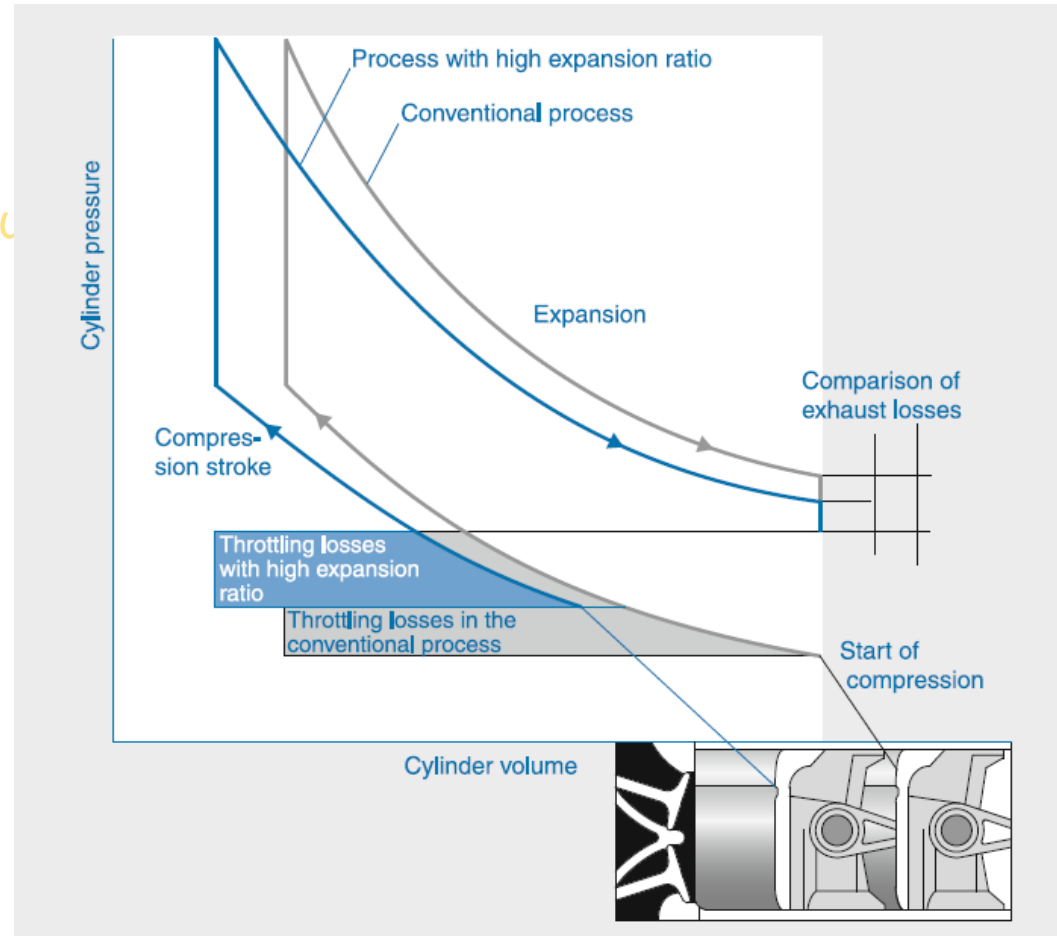 Process with high expansion ratio
Conventional process
Cylinder pressure
Expansion
Comparison of
exhaust losses
Compres-
sion stroke
Throttling losses
with high expansion
ratio
Throttling losses in the
conventional process
Start of
compression
Cylinder volume